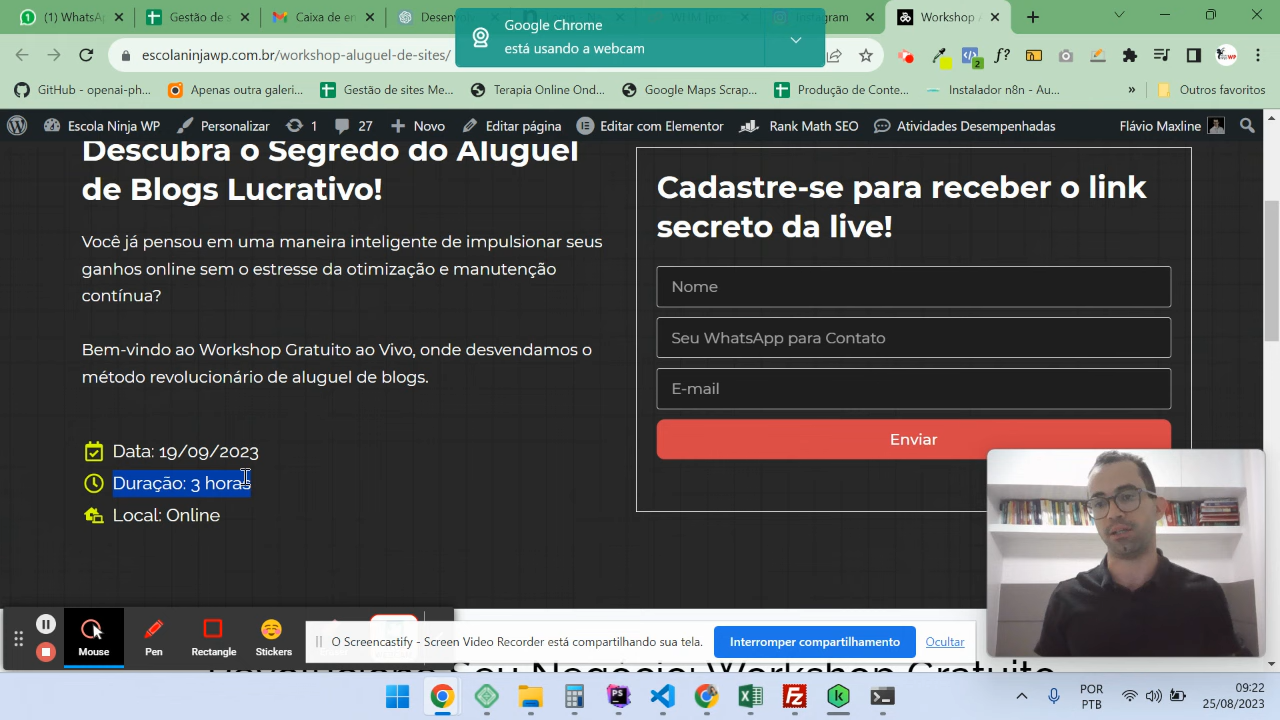 (1) WhatsA
Gestão de s
Caixa de en
Desenvo
Instagram
Workshop A
Google Chrome
está usando a webcam
escolaninjawp.com.br/workshop-aluguel-de-sites/
2
GitHub - Openai-ph...
Apenas outra galeri...
Gestão de sites Me...
Terapia Online Ond...
Google Maps Scrap...
Produção de Conte...
Instalador n8n - Au...
»
Outros favoritos
Escola Ninja WP
Personalizar
1
27
Novo
Editar página
Editar com Elementor
Rank Math SEO
Atividades Desempenhadas
Flávio Maxline
Descubra o Segredo do Aluguel
de Blogs Lucrativo!
Você já pensou em uma maneira inteligente de impulsionar seus
ganhos online sem o estresse da otimização e manutenção
contínua?
Bem-vindo ao Workshop Gratuito ao Vivo, onde desvendamos o
método revolucionário de aluguel de blogs.
Data: 19/09/2023
Duração: 3 horas
Local: Online
Cadastre-se para receber o link
secreto da live!
Nome
Seu WhatsApp para Contato
E-mail
Enviar
Mouse
Pen
Rectangle
Stickers
O Screencastify - Screen Video Recorder está compartilhando sua tela.
Interromper compartilhamento
Ocultar
Seu Negócio: Workshop Gratuito
POR
PTB
09:22
25/08/2023